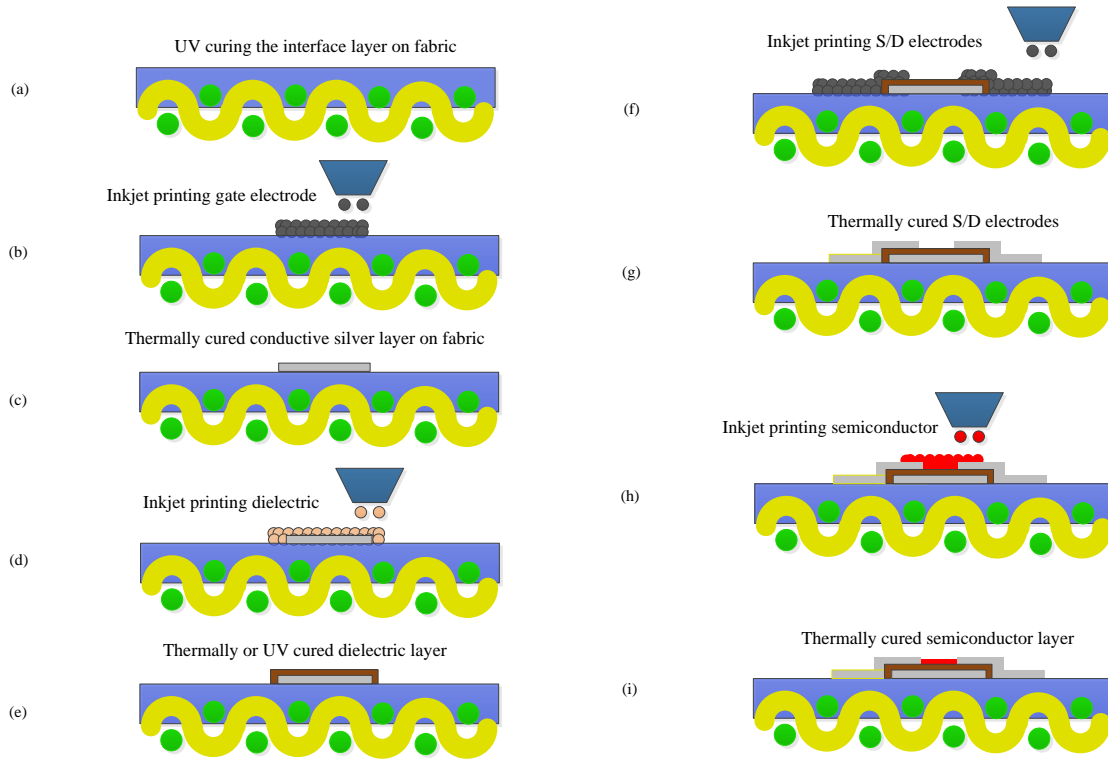 UV curing the interface layer on fabric
(a)
Inkjet printing gate electrode
(b)
Thermally cured conductive silver layer on fabric
(c)
Inkjet printing dielectric
(d)
Thermally or UV cured dielectric layer
(e)
Inkjet printing S/D electrodes
(f)
Thermally cured S/D electrodes
(g)
Inkjet printing semiconductor
(h)
Thermally cured semiconductor layer
(i)